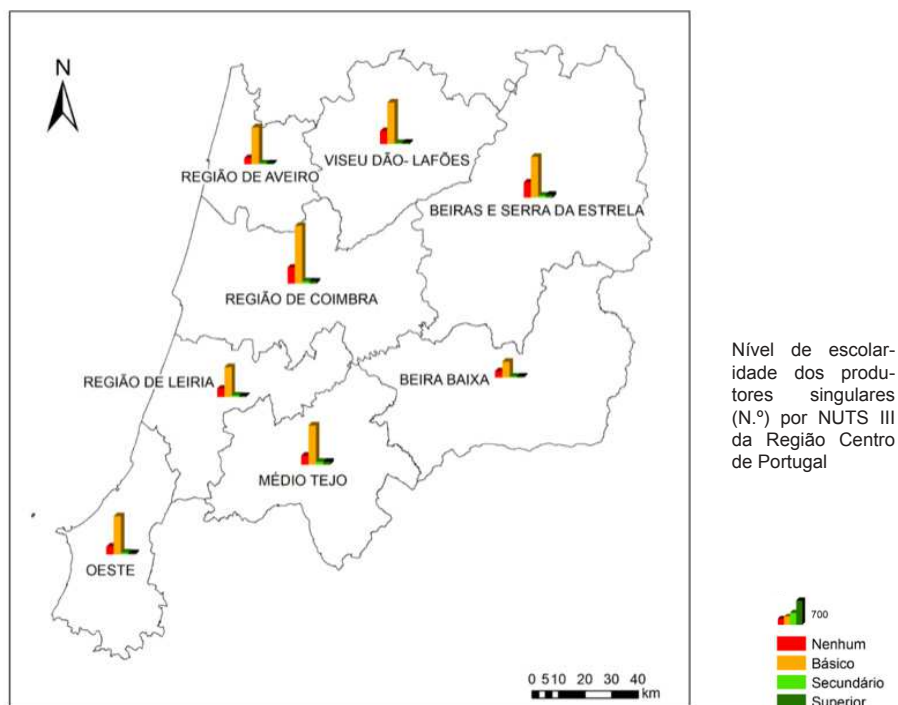 N
VISEU DÃO- LAFÕES
REGIÃO DE AVEIRO
BEIRAS E SERRA DA ESTRELA
REGIÃO DE COIMBRA
REGIÃO DE LEIRIA
BEIRA BAIXA
MÉDIO TEJO
OESTE
0 5 10 20 30 40
km
Nível de escolar-
idade dos produ-
tores singulares
(N.º) por NUTS III
da Região Centro
de Portugal
700
Nenhum
Básico
Secundário
Superior